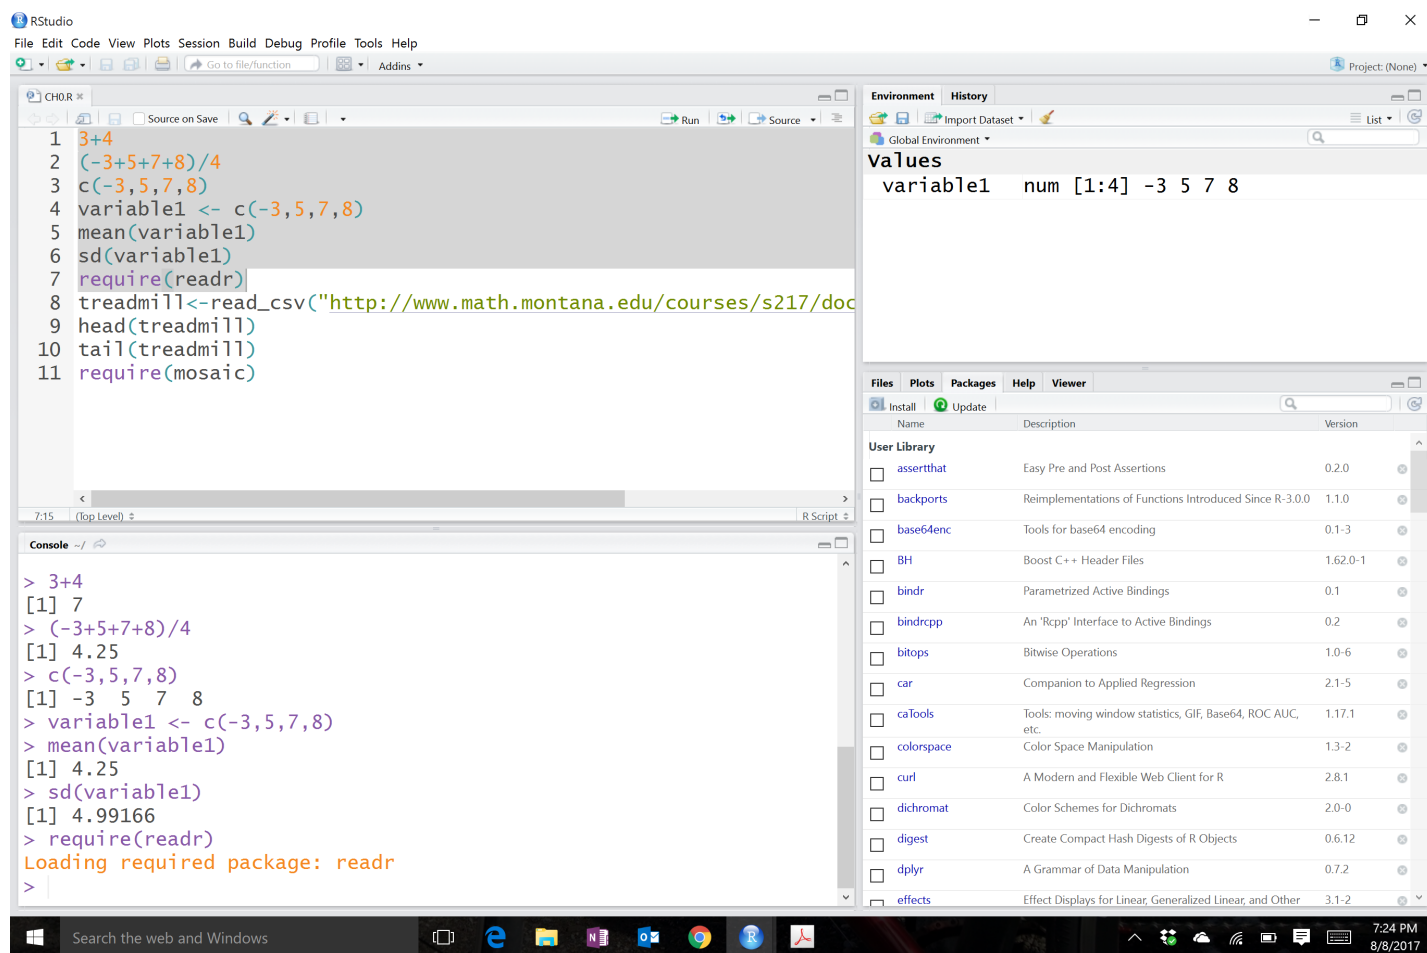 RStudio
File Edit Code View Plots Session Build Debug Profile Tools Help
Go to file/function
Addins
Project: (None)
CH0.R
Source on Save
Run
Source
1 3+4
2 (-3+5+7+8)/4
3 c(-3,5,7,8)
4 variable1 <- c(-3,5,7,8)
5 mean(variable1)
6 sd(variable1)
7 require(readr)
8 treadmill<-read_csv("http://www.math.montana.edu/courses/s217/doc
9 head(treadmill)
10 tail(treadmill)
11 require(mosaic)
7:15
(Top Level)
R Script
Console ~/
> 3+4
[1] 7
> (-3+5+7+8)/4
[1] 4.25
> c(-3,5,7,8)
[1] -3 5 7 8
> variable1 <- c(-3,5,7,8)
> mean(variable1)
[1] 4.25
> sd(variable1)
[1] 4.99166
> require(readr)
Loading required package: readr
>
Environment History
Import Dataset
List
Global Environment
Values
variable1 num [1:4] -3 5 7 8
Files Plots Packages Help Viewer
Install Update
Name Description Version
User Library
assertthat Easy Pre and Post Assertions 0.2.0
backports Reimplementations of Functions Introduced Since R-3.0.0 1.1.0
base64enc Tools for base64 encoding 0.1-3
BH Boost C++ Header Files 1.62.0-1
bindr Parametrized Active Bindings 0.1
bindrcpp An 'Rcpp' Interface to Active Bindings 0.2
bitops Bitwise Operations 1.0-6
car Companion to Applied Regression 2.1-5
caTools Tools: moving window statistics, GIF, Base64, ROC AUC, 1.17.1
etc.
colorspace Color Space Manipulation 1.3-2
curl A Modern and Flexible Web Client for R 2.8.1
dichromat Color Schemes for Dichromats 2.0-0
digest Create Compact Hash Digests of R Objects 0.6.12
dplyr A Grammar of Data Manipulation 0.7.2
effects Effect Displays for Linear, Generalized Linear, and Other 3.1-2
Search the web and Windows
7:24 PM
8/8/2017